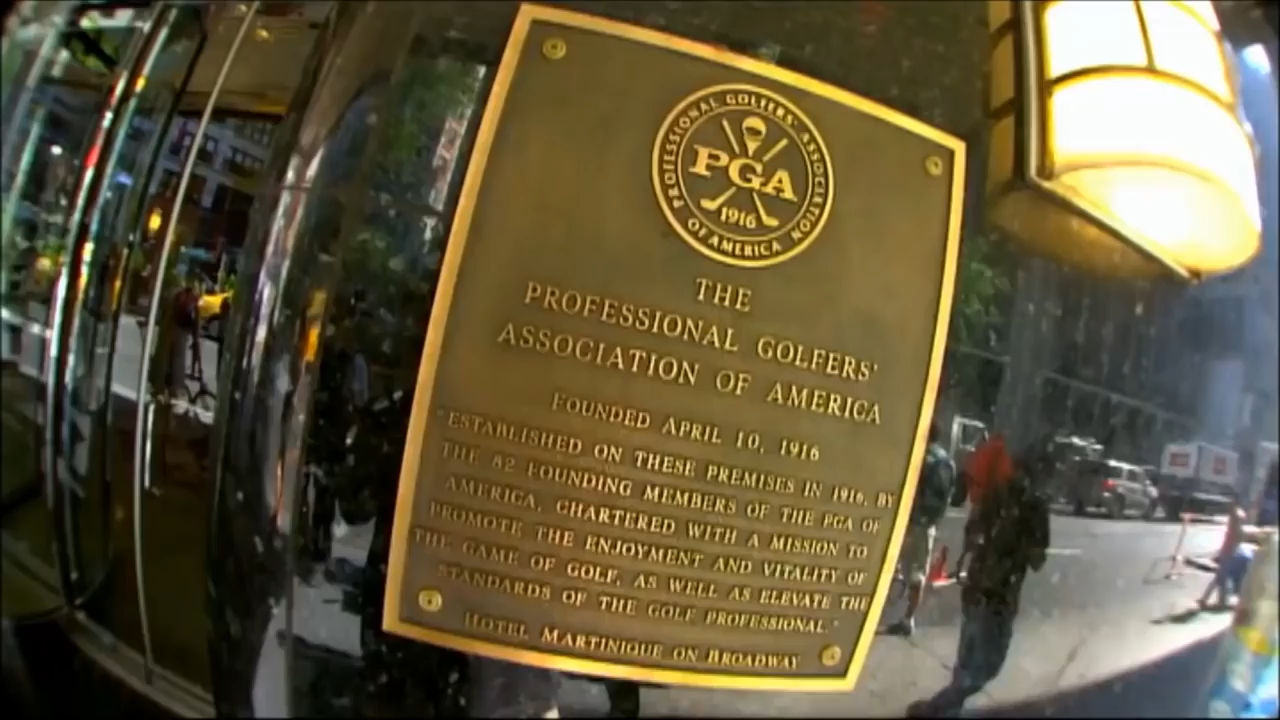 PROFESSIONAL GOLFERS' ASSOCIATION
OF AMERICA
PGA
1916
THE
PROFESSIONAL GOLFERS'
ASSOCIATION OF AMERICA
FOUNDED APRIL 10, 1916
"ESTABLISHED ON THESE PREMISES IN 1916, BY
THE 82 FOUNDING MEMBERS OF THE PGA OF
AMERICA, CHARTERED WITH A MISSION TO
PROMOTE THE ENJOYMENT AND VITALITY OF
THE GAME OF GOLF, AS WELL AS ELEVATE THE
STANDARDS OF THE GOLF PROFESSIONAL."
HOTEL MARTINIQUE ON BROADWAY